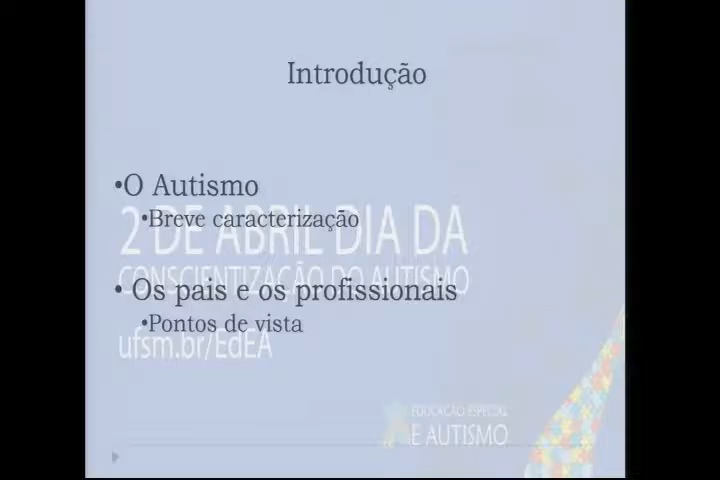 Introdução
•O Autismo
•Breve caracterização
2 DE ABRIL DIA DA
CONSCIENTIZAÇÃO DO AUTISMO
• Os pais e os profissionais
•Pontos de vista
ufsm.br/EdEA
EDUCAÇÃO ESPECIAL
E AUTISMO